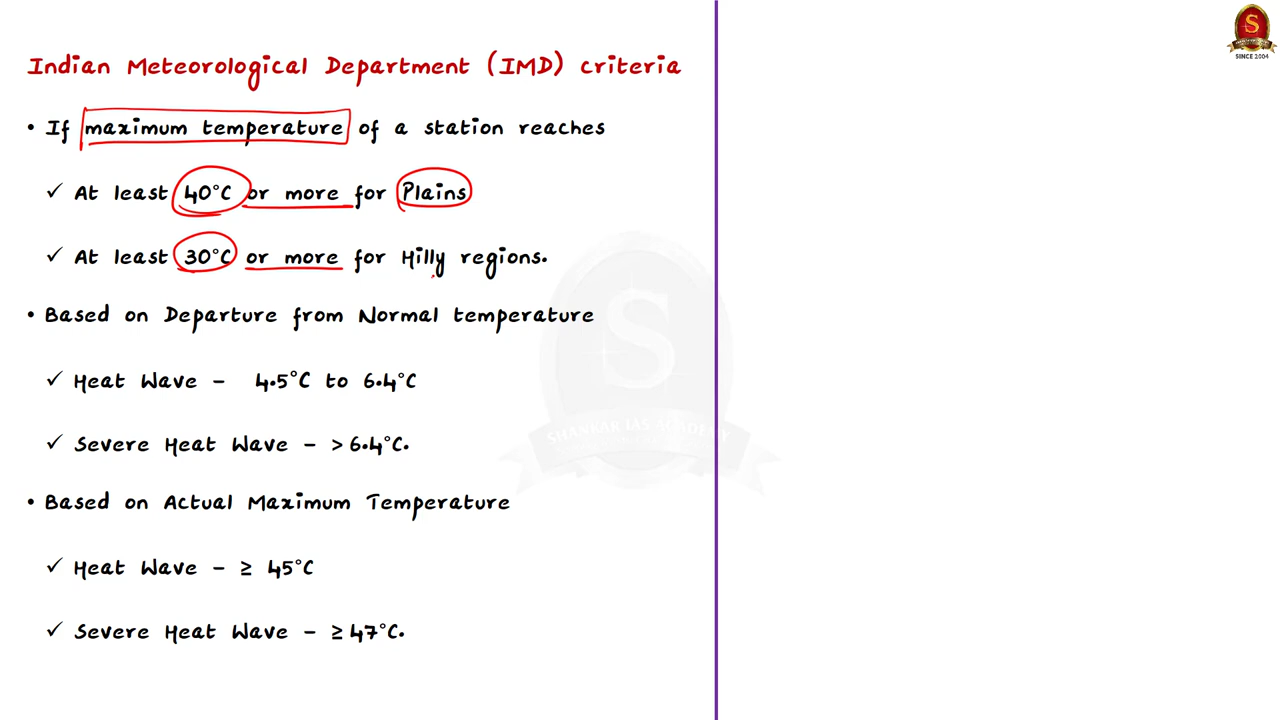 Indian Meteorological Department (IMD) criteria
• If maximum temperature of a station reaches
✓ At least 40°C or more for Plains
✓ At least 30°C or more for Hilly regions.
• Based on Departure from Normal temperature
✓ Heat Wave - 4.5°C to 6.4°C
✓ Severe Heat Wave - > 6.4°C.
• Based on Actual Maximum Temperature
✓ Heat Wave - ≥ 45°C
✓ Severe Heat Wave - ≥ 47°C.
S
SINCE 2004
S
SHANKAR IAS ACADEMY